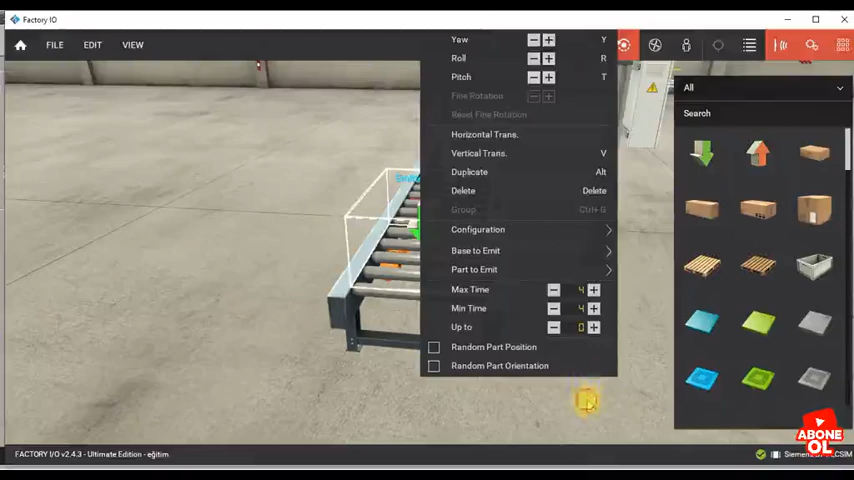 Factory IO
FILE EDIT VIEW
Yaw Y
Roll R
Pitch T
Fine Rotation
Reset Fine Rotation
Horizontal Trans.
Vertical Trans. V
Duplicate Alt
Delete Delete
Group Ctrl+G
Configuration
Base to Emit
Part to Emit
Max Time 4
Min Time 4
Up to 0
Random Part Position
Random Part Orientation
All
Search
ABONE
OL
FACTORY I/O v2.4.3 - Ultimate Edition - eğitim